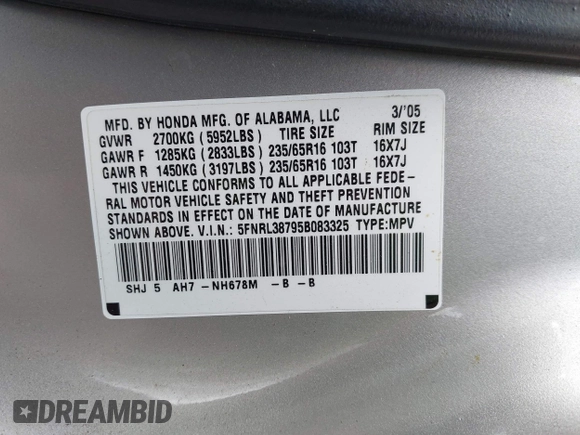 MFD. BY HONDA MFG. OF ALABAMA, LLC 3/'05
GVWR 2700KG (5952LBS) TIRE SIZE RIM SIZE
GAWR F 1285KG (2833LBS) 235/65R16 103T 16X7J
GAWR R 1450KG (3197LBS) 235/65R16 103T 16X7J
THIS VEHICLE CONFORMS TO ALL APPLICABLE FEDE-
RAL MOTOR VEHICLE SAFETY AND THEFT PREVENTION
STANDARDS IN EFFECT ON THE DATE OF MANUFACTURE
SHOWN ABOVE. V.I.N.: 5FNRL38795B083325 TYPE:MPV
SHJ 5 AH7 -NH678M -B -B
DREAMBID